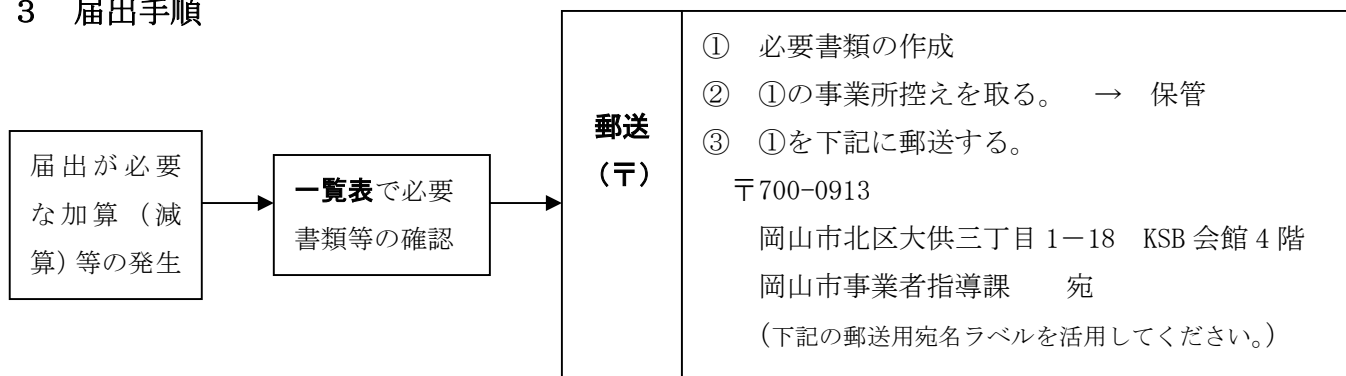 ３　届出手順
届出が必要
な加算（減
算）等の発生
一覧表で必要
書類等の確認
郵送
（〒）
①　必要書類の作成
②　①の事業所控えを取る。　→　保管
③　①を下記に郵送する。
〒700-0913
岡山市北区大供三丁目 1－18　KSB 会館 4 階
岡山市事業者指導課　　宛
（下記の郵送用宛名ラベルを活用してください。）